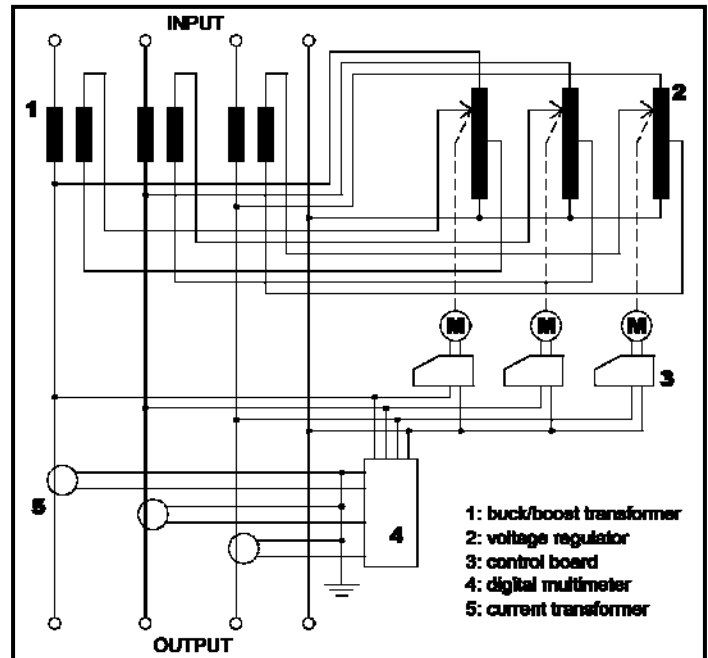 INPUT
1
2
M M M
3
5
4
1: buck/boost transformer
2: voltage regulator
3: control board
4: digital multimeter
5: current transformer
OUTPUT